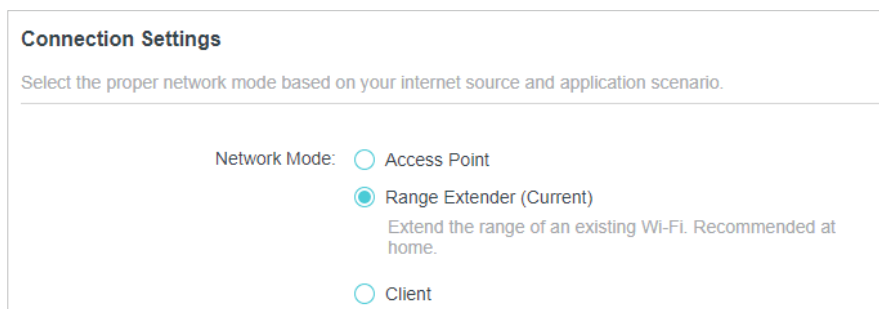 Connection Settings
Select the proper network mode based on your internet source and application scenario.
Network Mode:
Access Point
Range Extender (Current)
Extend the range of an existing Wi-Fi. Recommended at
home.
Client